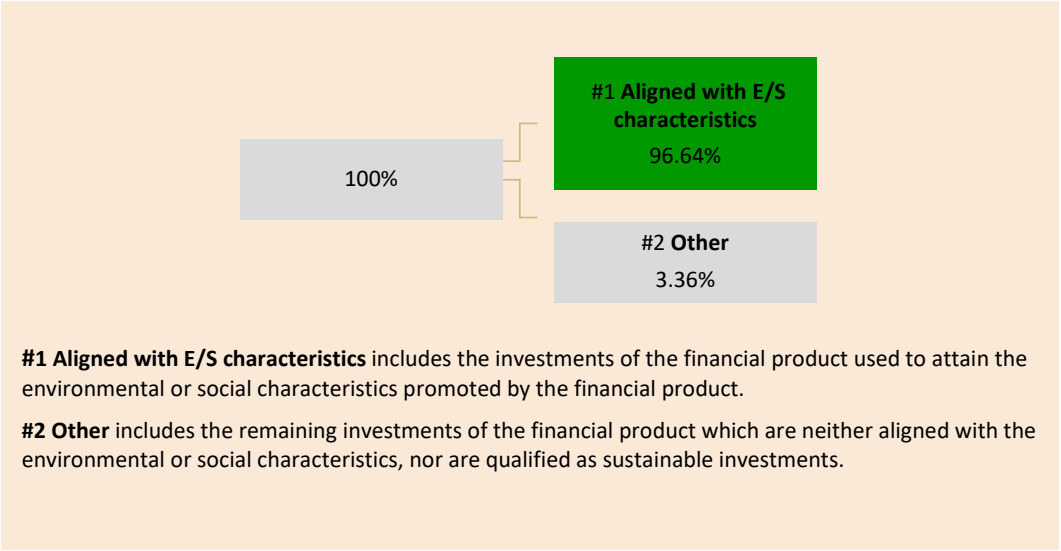 #1 Aligned with E/S
characteristics
96.64%
100%
#2 Other
3.36%
#1 Aligned with E/S characteristics includes the investments of the financial product used to attain the
environmental or social characteristics promoted by the financial product.
#2 Other includes the remaining investments of the financial product which are neither aligned with the
environmental or social characteristics, nor are qualified as sustainable investments.